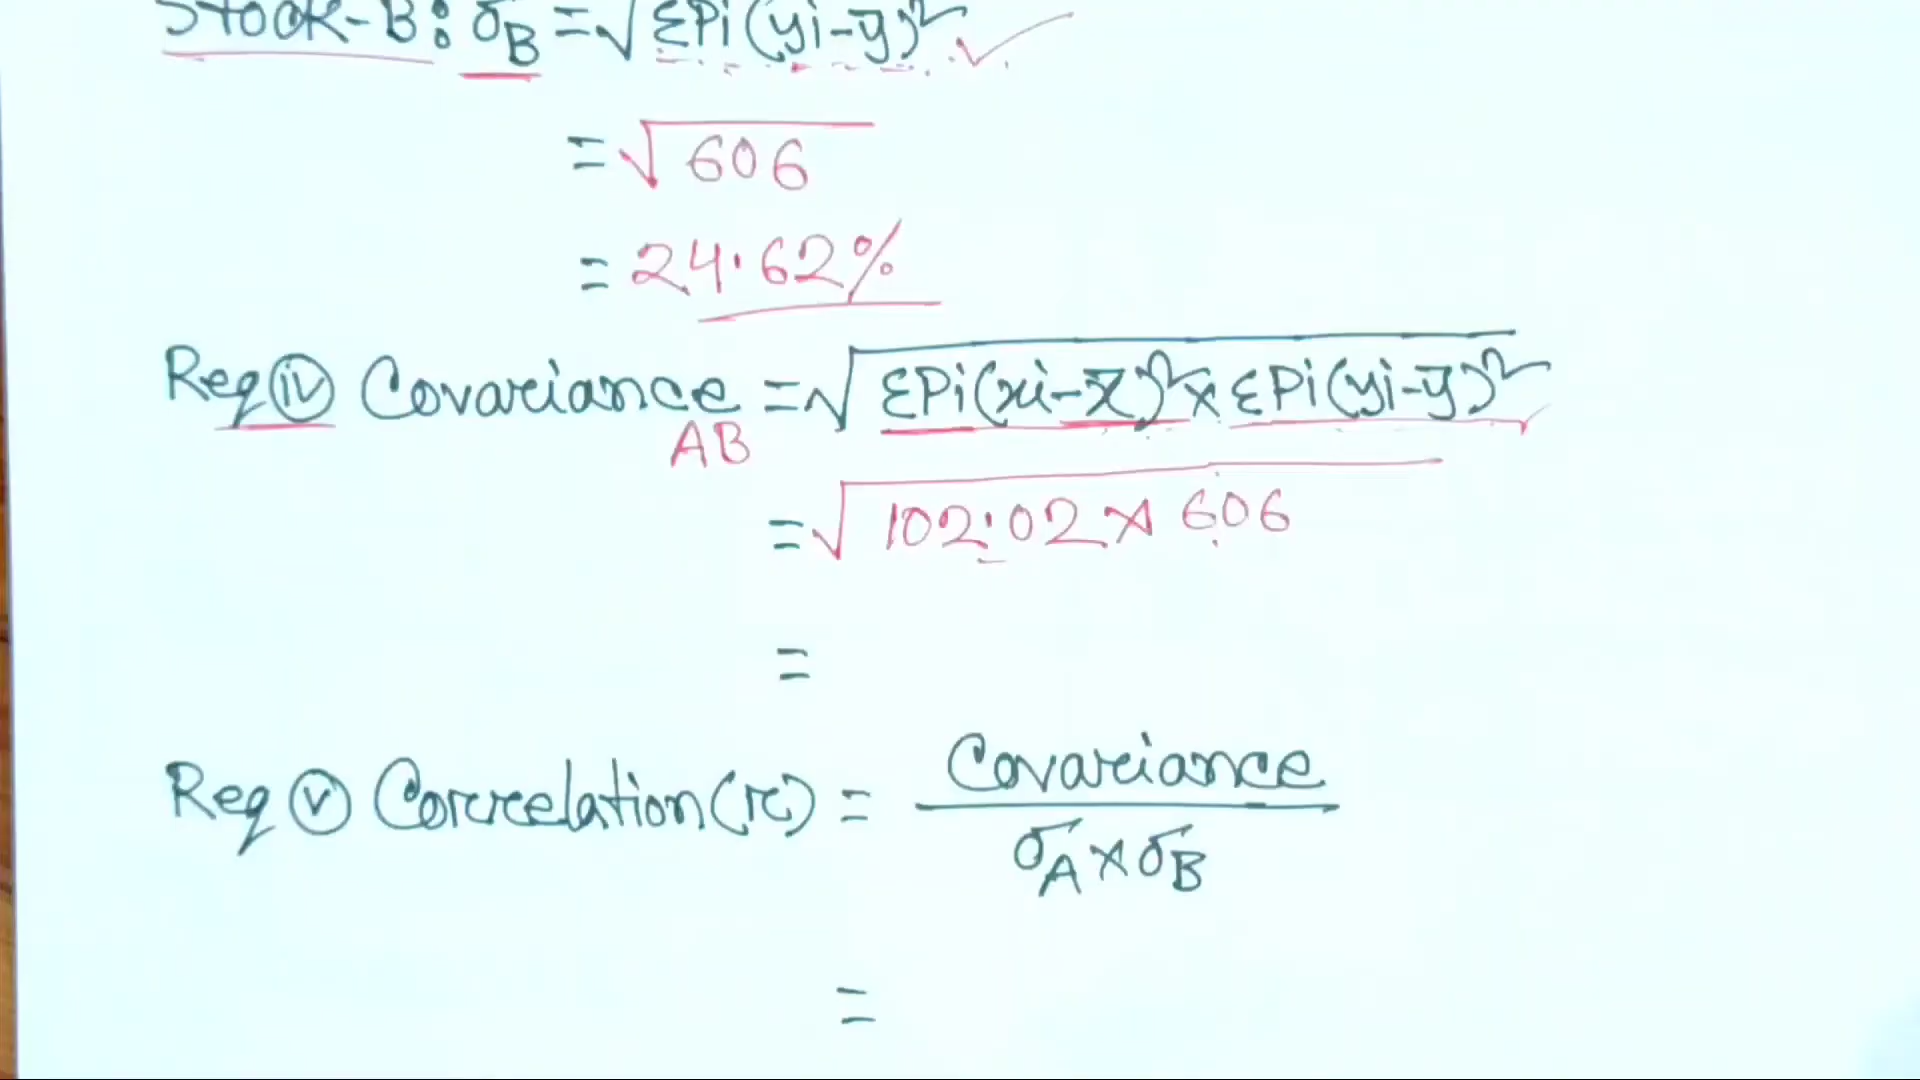 Stock-B: σB = √ΣPi(yi-ȳ)²
= √606
= 24.62%
Req (iv) Covariance AB = √ΣPi(xi-x̄)² × ΣPi(yi-ȳ)²
= √102.02 × 606
=
Req (v) Correlation (r) = Covariance / σA × σB
=